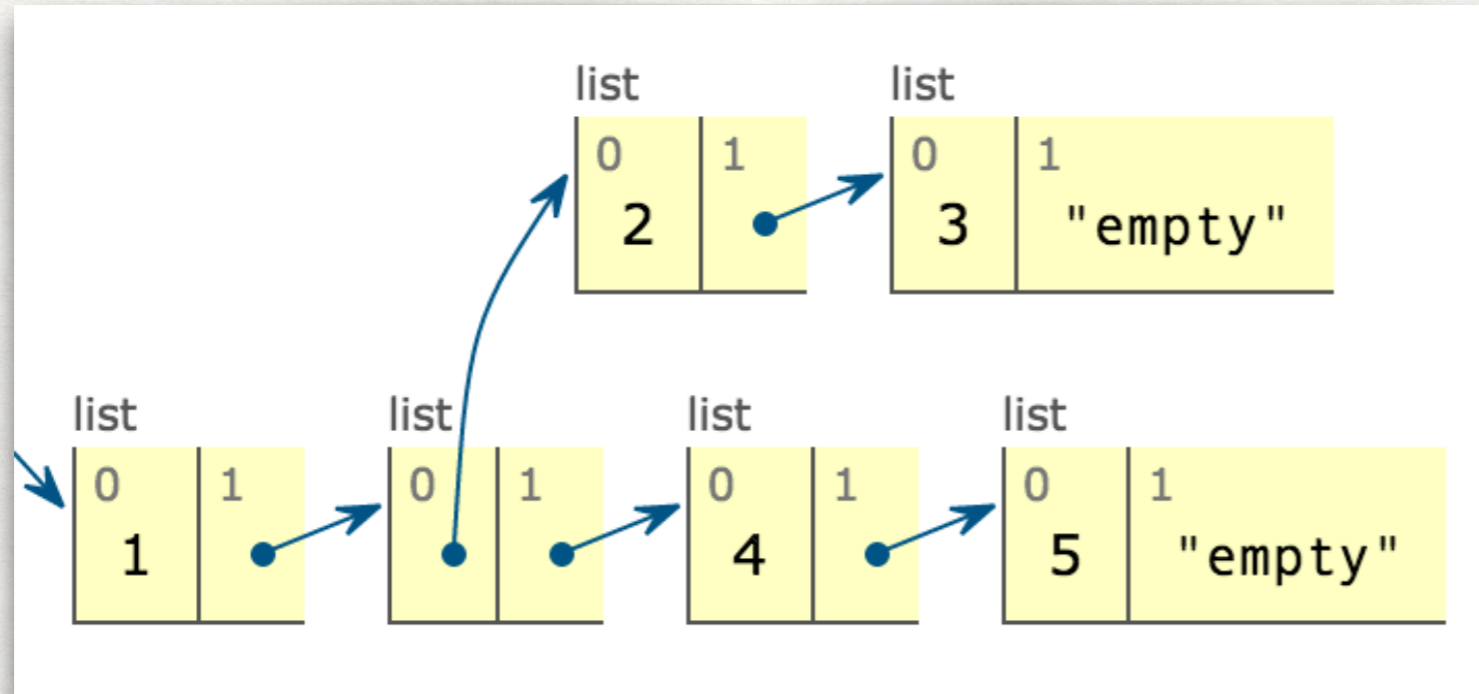 list list
0 1 0 1
2 3 "empty"
list list list list
0 1 0 1 0 1 0 1
1 4 5 "empty"